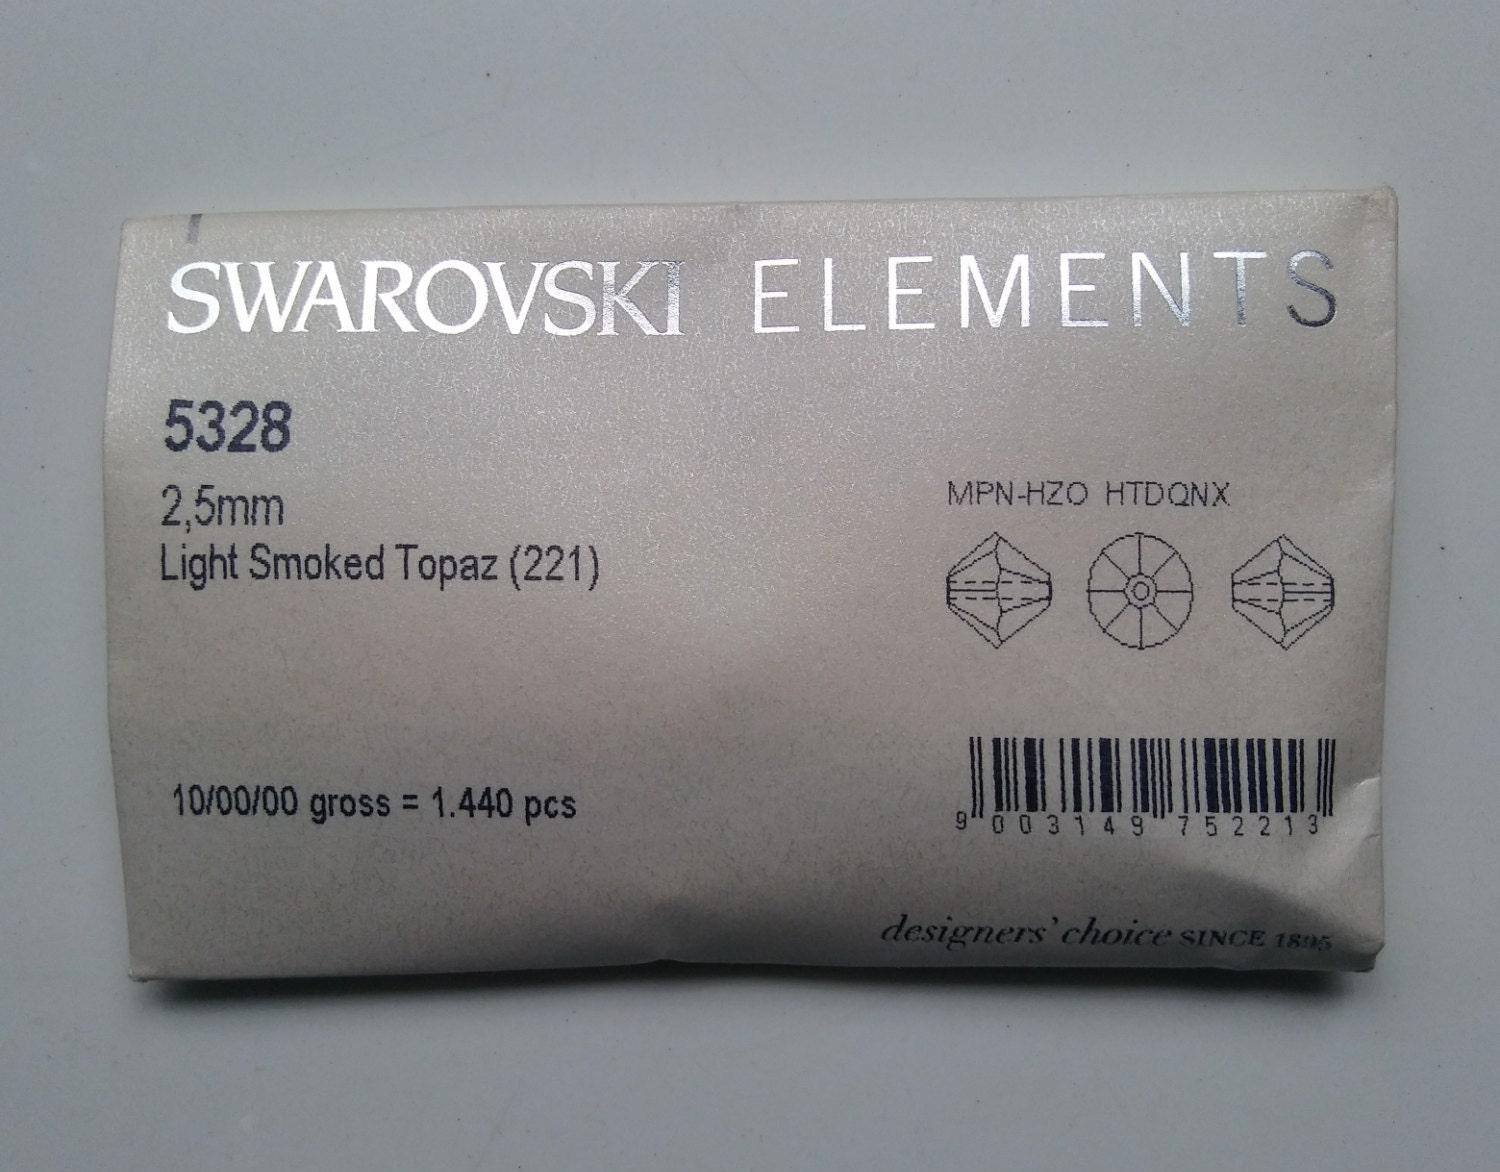 SWAROVSKI ELEMENTS
5328
2,5mm
Light Smoked Topaz (221)
MPN-HZO HTDQNX
10/00/00 gross = 1.440 pcs
9 003149 752213
designers' choice SINCE 1895